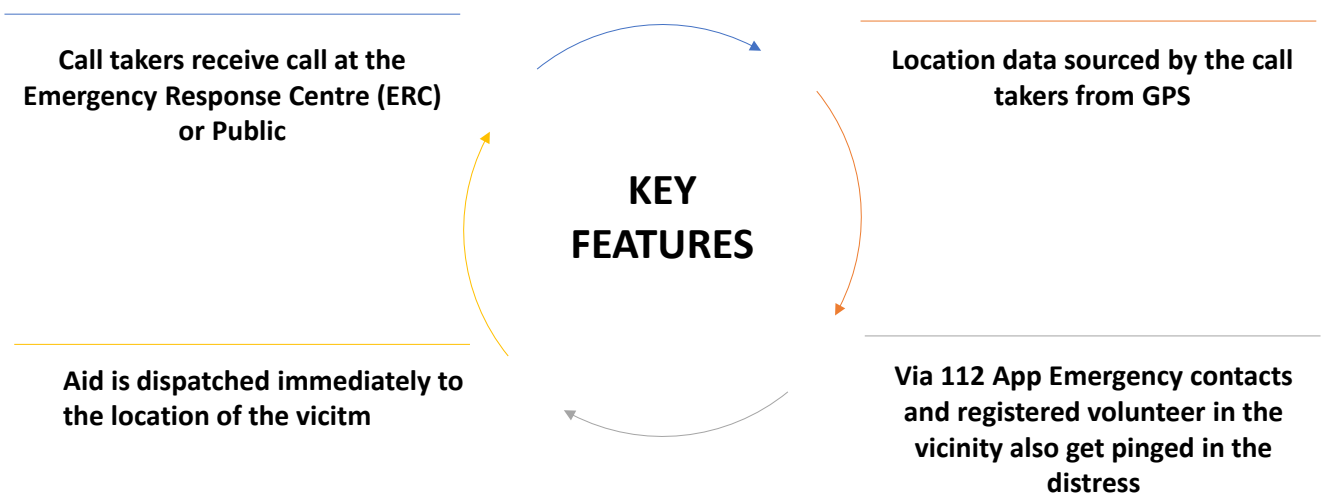 Call takers receive call at the
Emergency Response Centre (ERC)
or Public
Location data sourced by the call
takers from GPS
KEY
FEATURES
Aid is dispatched immediately to
the location of the vicitm
Via 112 App Emergency contacts
and registered volunteer in the
vicinity also get pinged in the
distress